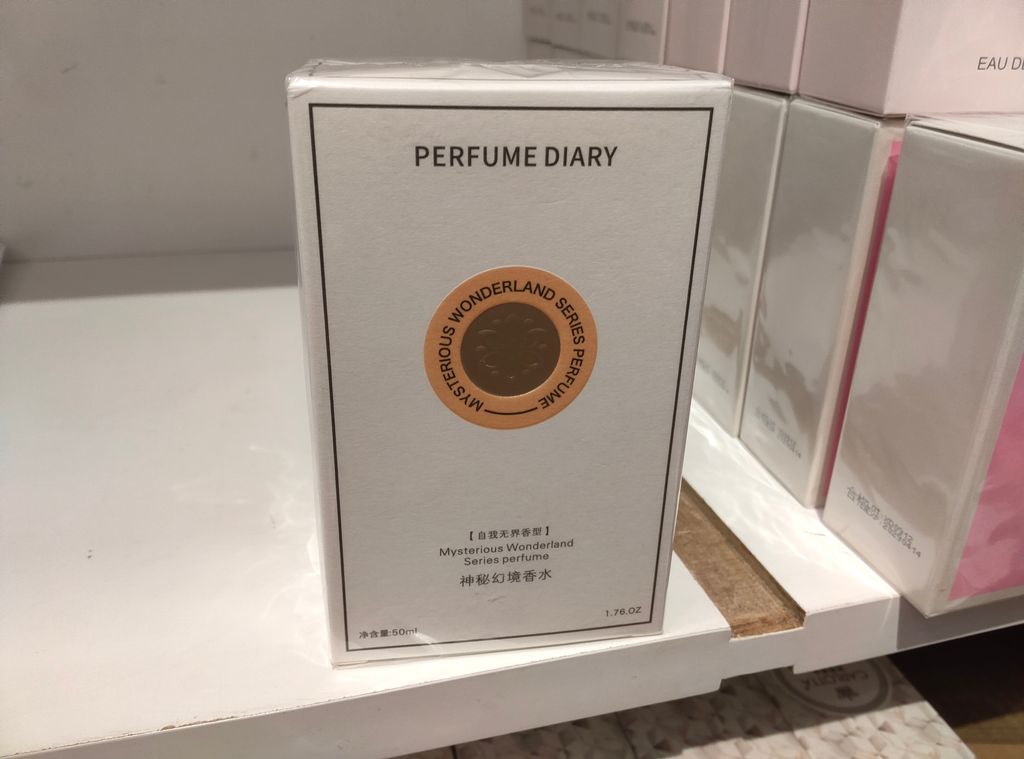 PERFUME DIARY
MYSTERIOUS WONDERLAND SERIES PERFUME
【自我无界香型】
Mysterious Wonderland
Series perfume
神秘幻境香水
净含量:50ml
1.76.OZ
EAU DE